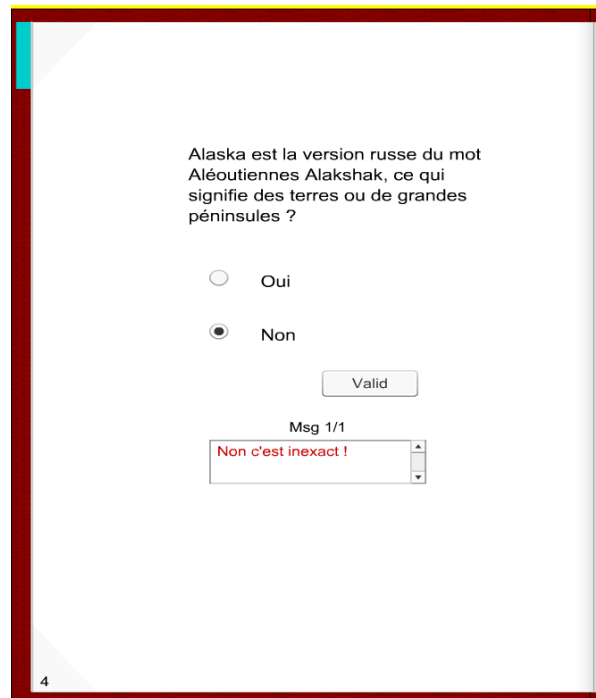 Alaska est la version russe du mot
Aléoutiennes Alakshak, ce qui
signifie des terres ou de grandes
péninsules ?
Oui
Non
Valid
Msg 1/1
Non c'est inexact !
4